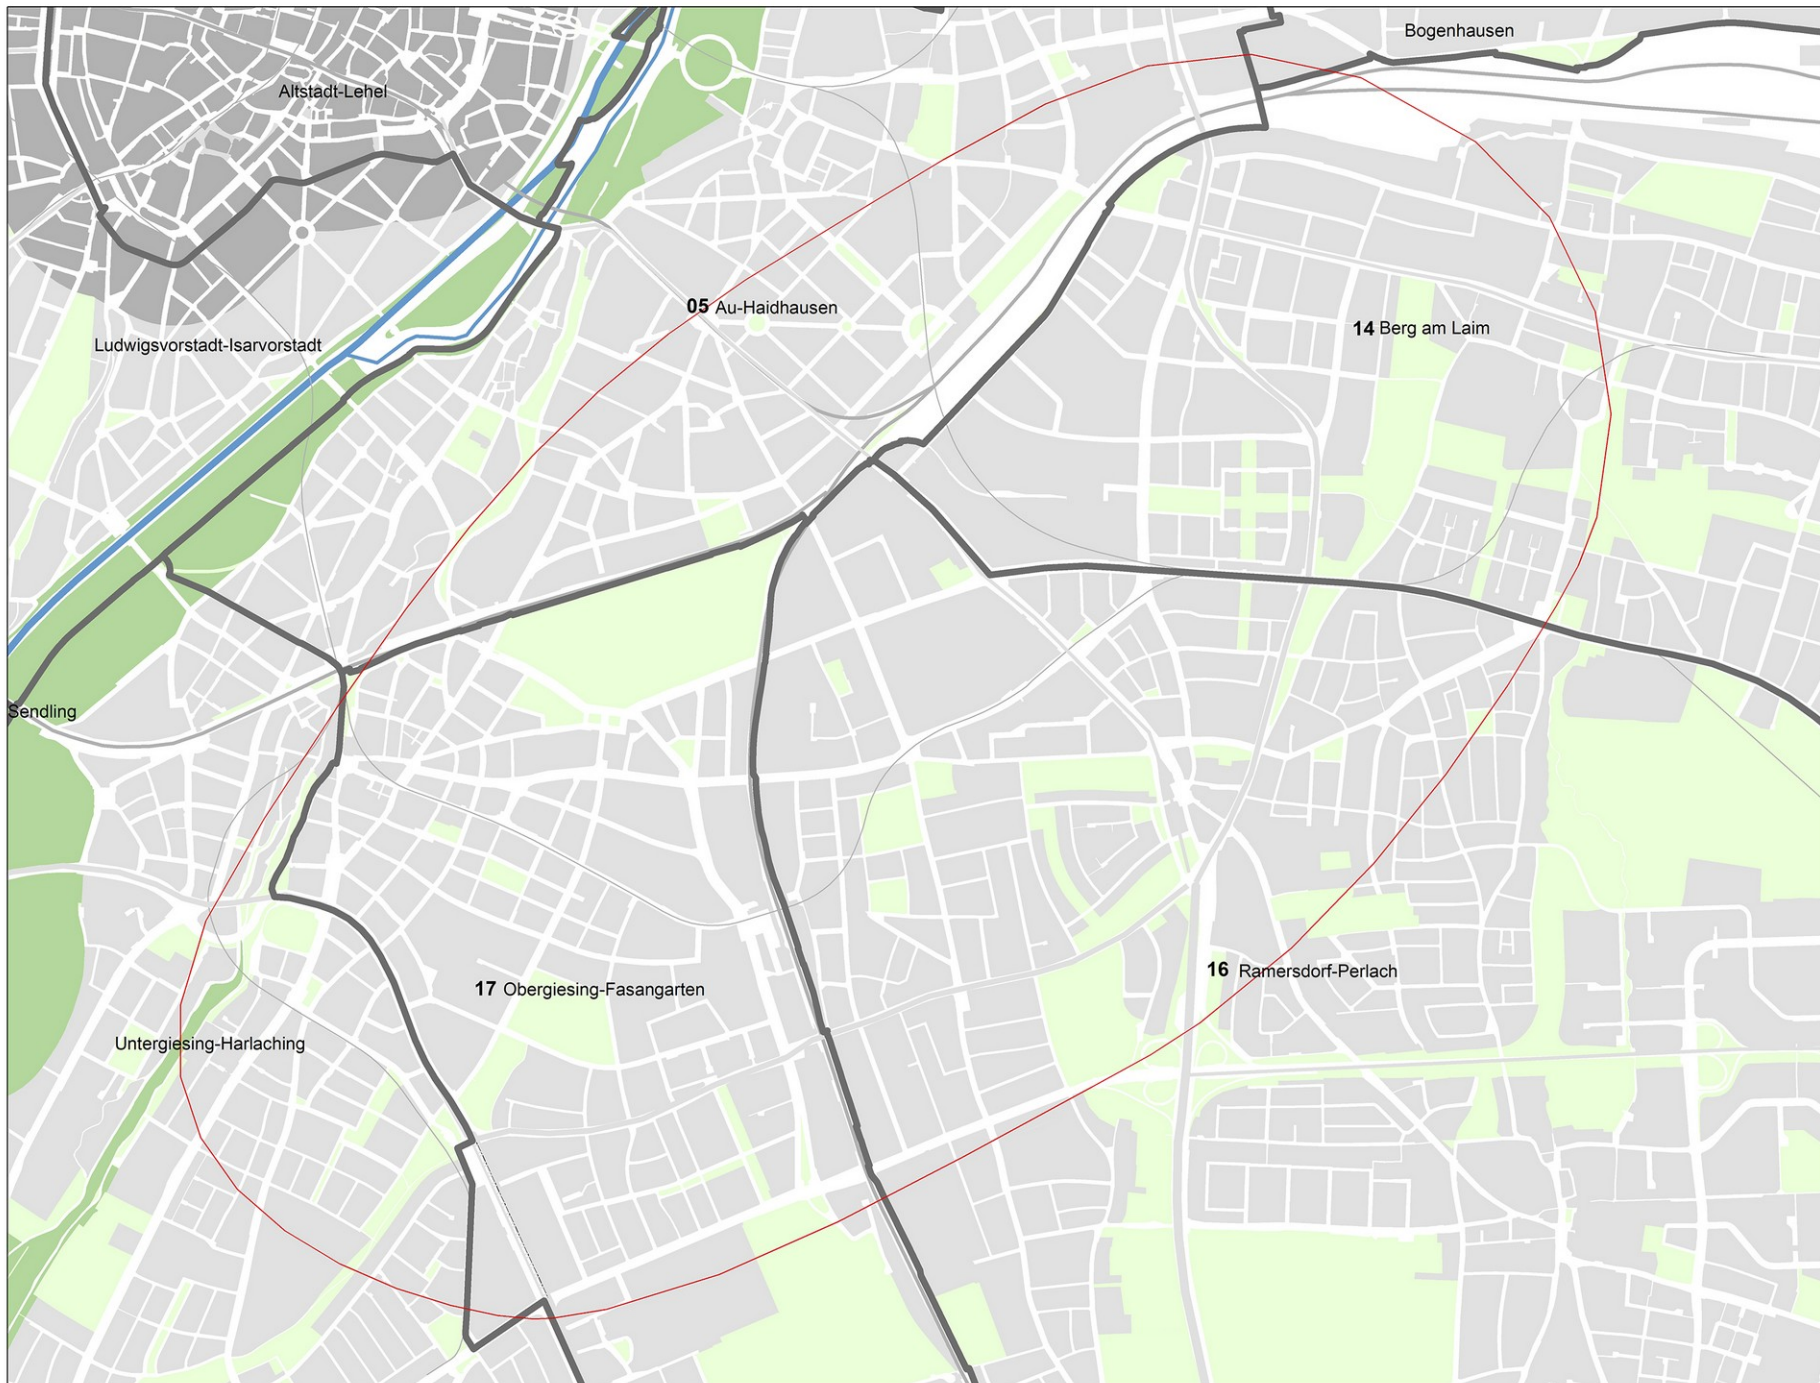 Bogenhausen
Altstadt-Lehel
05 Au-Haidhausen
14 Berg am Laim
Ludwigsvorstadt-Isarvorstadt
Sendling
16 Ramersdorf-Perlach
17 Obergiesing-Fasangarten
Untergiesing-Harlaching